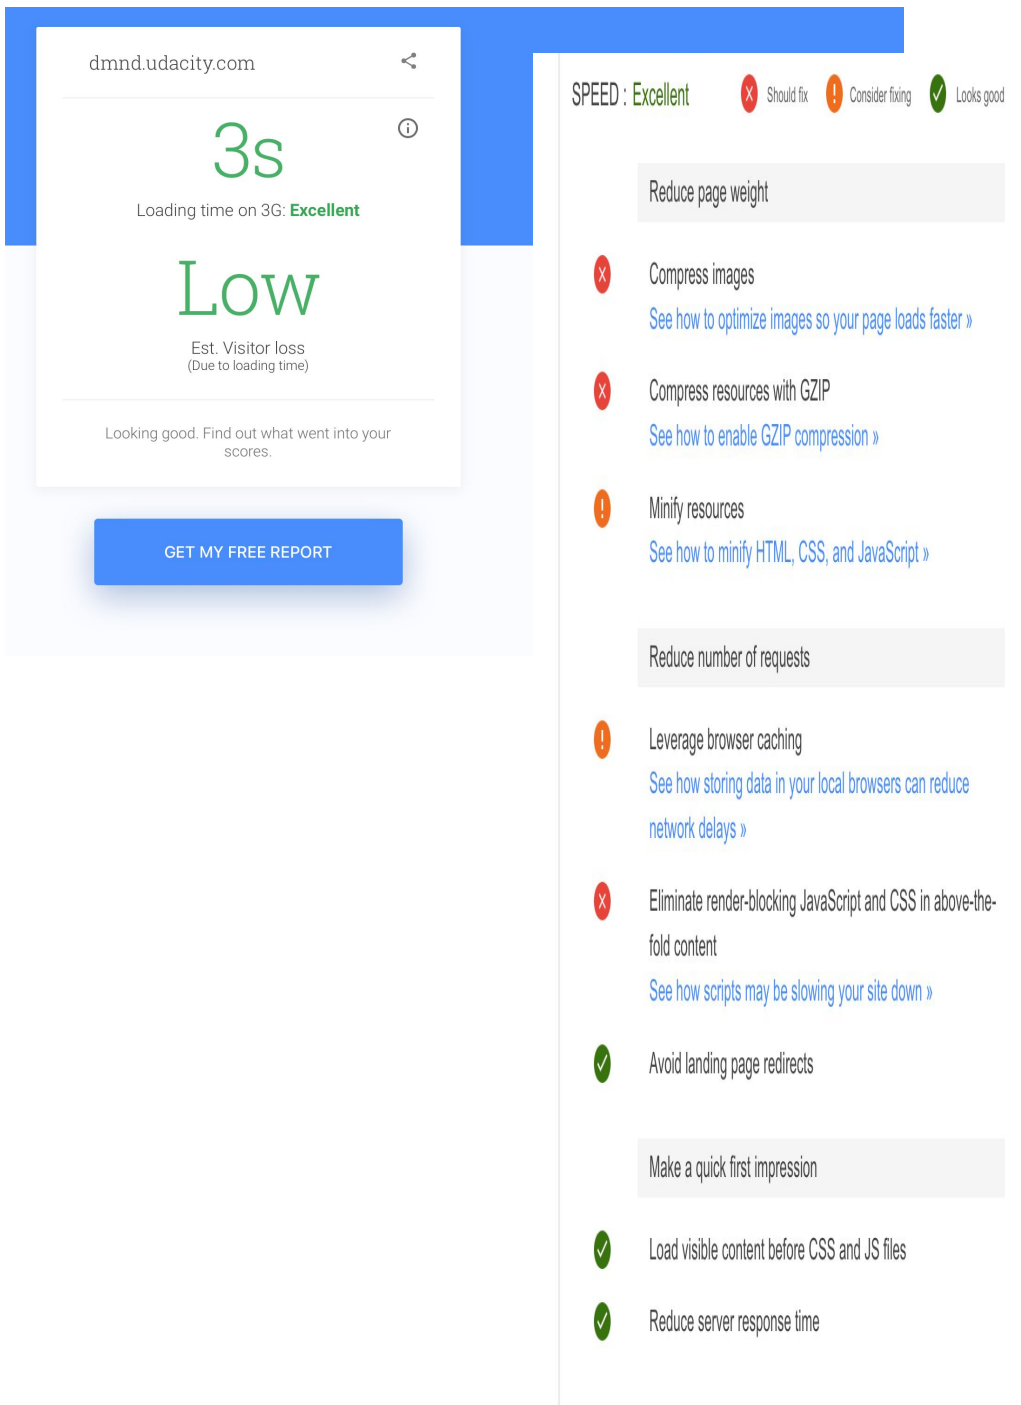 dmnd.udacity.com
3s
Loading time on 3G: Excellent
Low
Est. Visitor loss
(Due to loading time)
Looking good. Find out what went into your
scores.
GET MY FREE REPORT
SPEED : Excellent
Should fix
Consider fixing
Looks good
Reduce page weight
Compress images
See how to optimize images so your page loads faster »
Compress resources with GZIP
See how to enable GZIP compression »
Minify resources
See how to minify HTML, CSS, and JavaScript »
Reduce number of requests
Leverage browser caching
See how storing data in your local browsers can reduce
network delays »
Eliminate render-blocking JavaScript and CSS in above-the-
fold content
See how scripts may be slowing your site down »
Avoid landing page redirects
Make a quick first impression
Load visible content before CSS and JS files
Reduce server response time